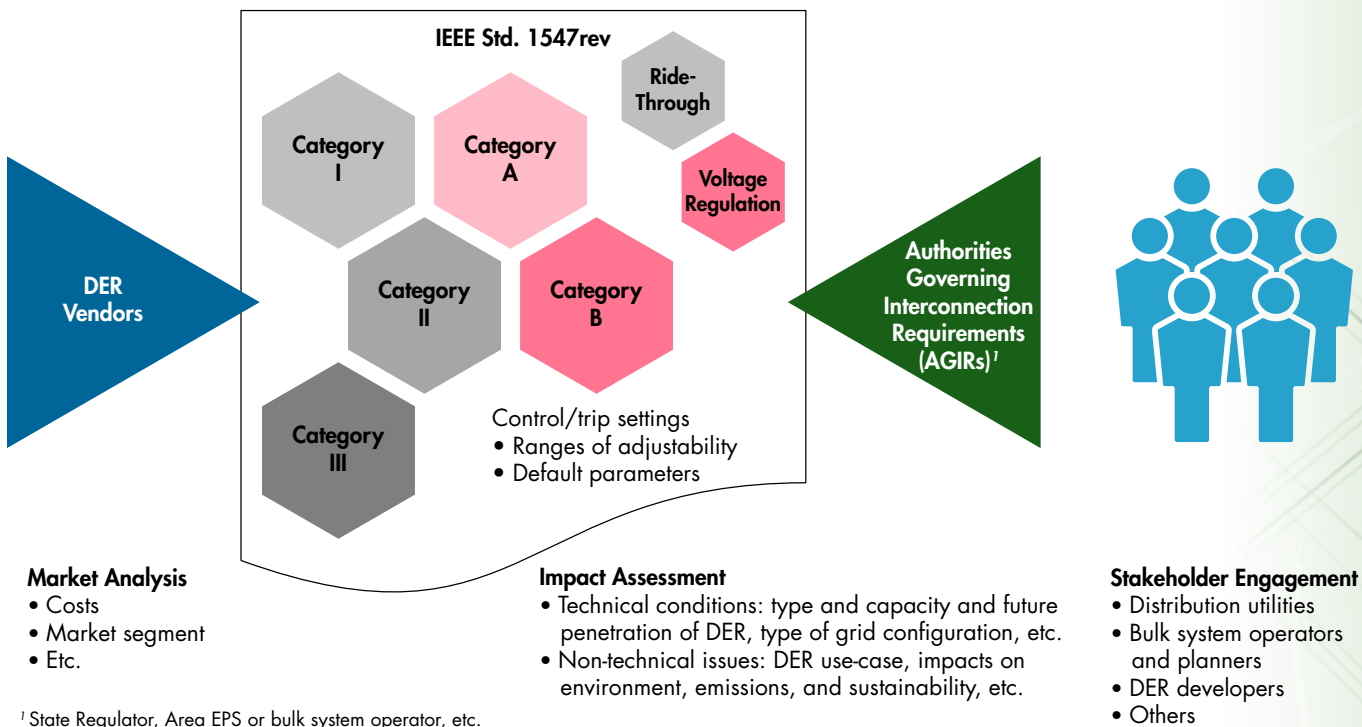 IEEE Std. 1547rev
Ride-
Through
Category
I
Category
A
Voltage
Regulation
DER
Vendors
Category
II
Category
B
Authorities
Governing
Interconnection
Requirements
(AGIRs)¹
Category
III
Control/trip settings
• Ranges of adjustability
• Default parameters
Market Analysis
• Costs
• Market segment
• Etc.
Impact Assessment
• Technical conditions: type and capacity and future
penetration of DER, type of grid configuration, etc.
• Non-technical issues: DER use-case, impacts on
environment, emissions, and sustainability, etc.
Stakeholder Engagement
• Distribution utilities
• Bulk system operators
and planners
• DER developers
• Others
¹ State Regulator, Area EPS or bulk system operator, etc.